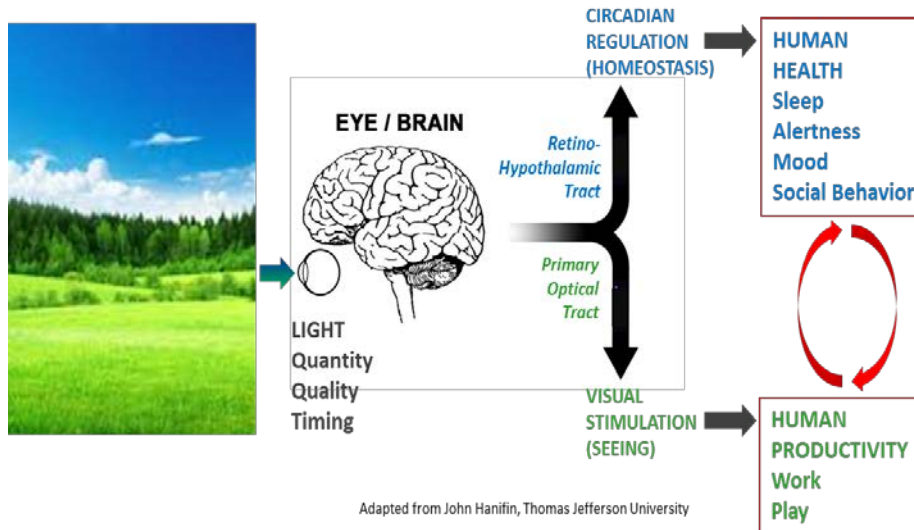 CIRCADIAN
REGULATION
(HOMEOSTASIS)
HUMAN
HEALTH
Sleep
Alertness
Mood
Social Behavior
EYE / BRAIN
Retino-
Hypothalamic
Tract
Primary
Optical
Tract
LIGHT
Quantity
Quality
Timing
VISUAL
STIMULATION
(SEEING)
HUMAN
PRODUCTIVITY
Work
Play
Adapted from John Hanifin, Thomas Jefferson University